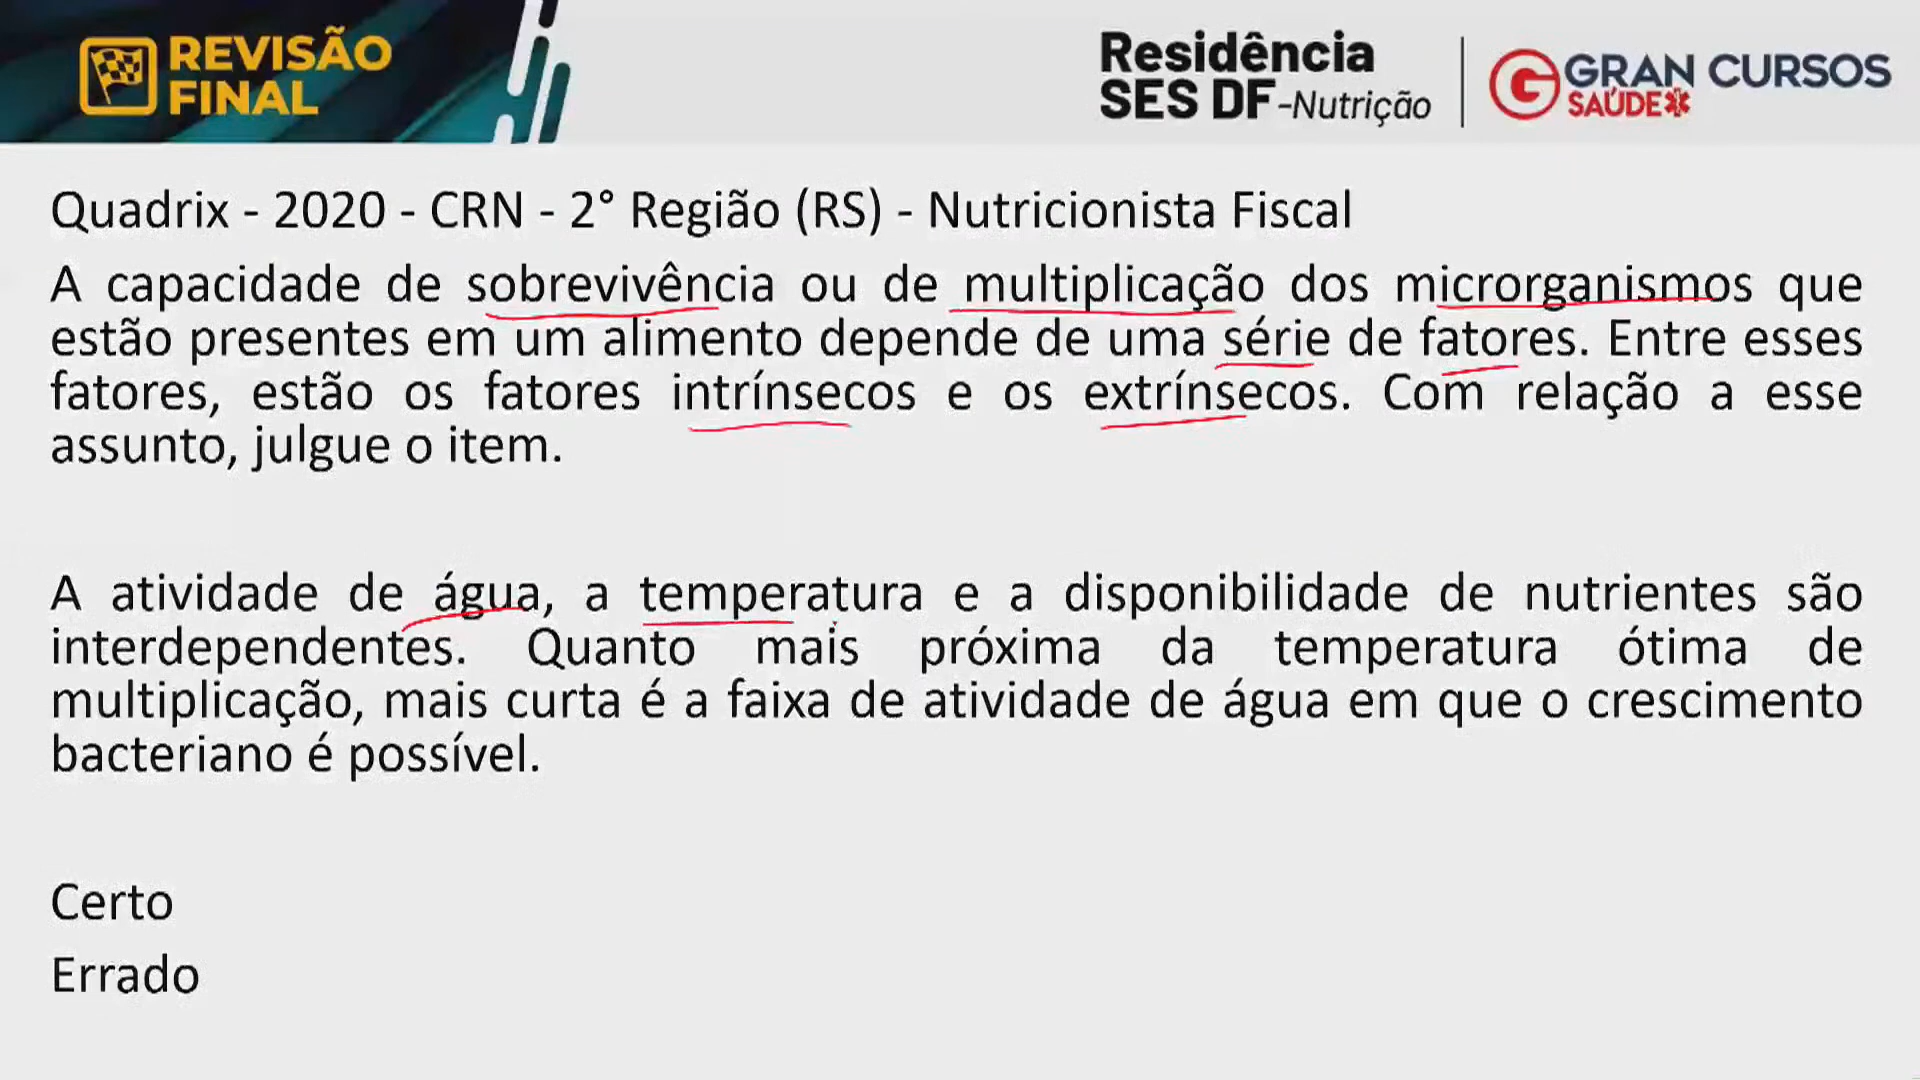 REVISÃO
FINAL
Residência
SES DF-Nutrição
GRAN CURSOS
SAÚDE
Quadrix - 2020 - CRN - 2° Região (RS) - Nutricionista Fiscal
A capacidade de sobrevivência ou de multiplicação dos microrganismos que
estão presentes em um alimento depende de uma série de fatores. Entre esses
fatores, estão os fatores intrínsecos e os extrínsecos. Com relação a esse
assunto, julgue o item.
A atividade de água, a temperatura e a disponibilidade de nutrientes são
interdependentes. Quanto mais próxima da temperatura ótima de
multiplicação, mais curta é a faixa de atividade de água em que o crescimento
bacteriano é possível.
Certo
Errado